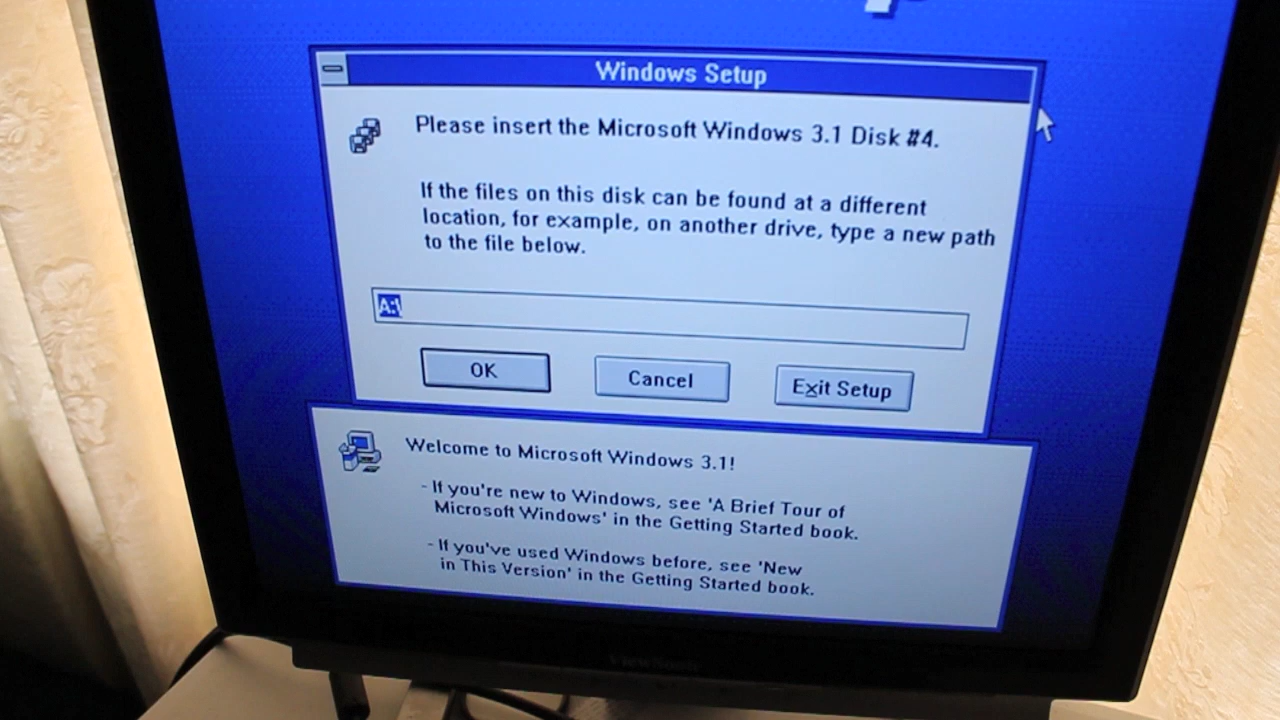 Windows Setup
Please insert the Microsoft Windows 3.1 Disk #4.
If the files on this disk can be found at a different
location, for example, on another drive, type a new path
to the file below.
A:\
OK
Cancel
Exit Setup
Welcome to Microsoft Windows 3.1!
- If you're new to Windows, see 'A Brief Tour of
Microsoft Windows' in the Getting Started book.
- If you've used Windows before, see 'New
in This Version' in the Getting Started book.
ViewSonic